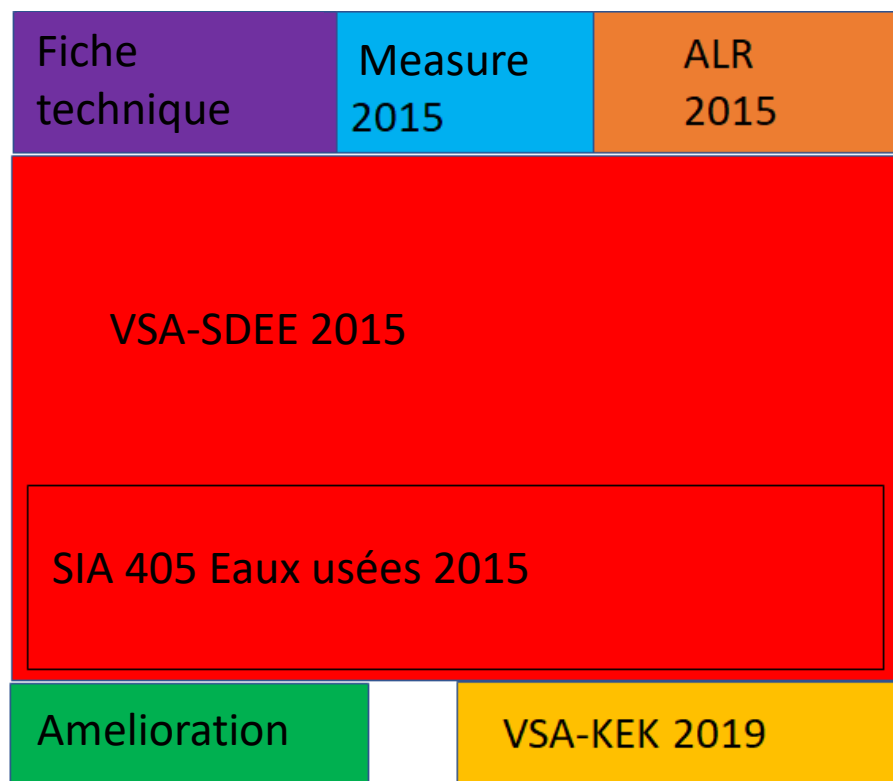 Fiche
technique
Measure
2015
ALR
2015
VSA-SDEE 2015
SIA 405 Eaux usées 2015
Amelioration
VSA-KEK 2019